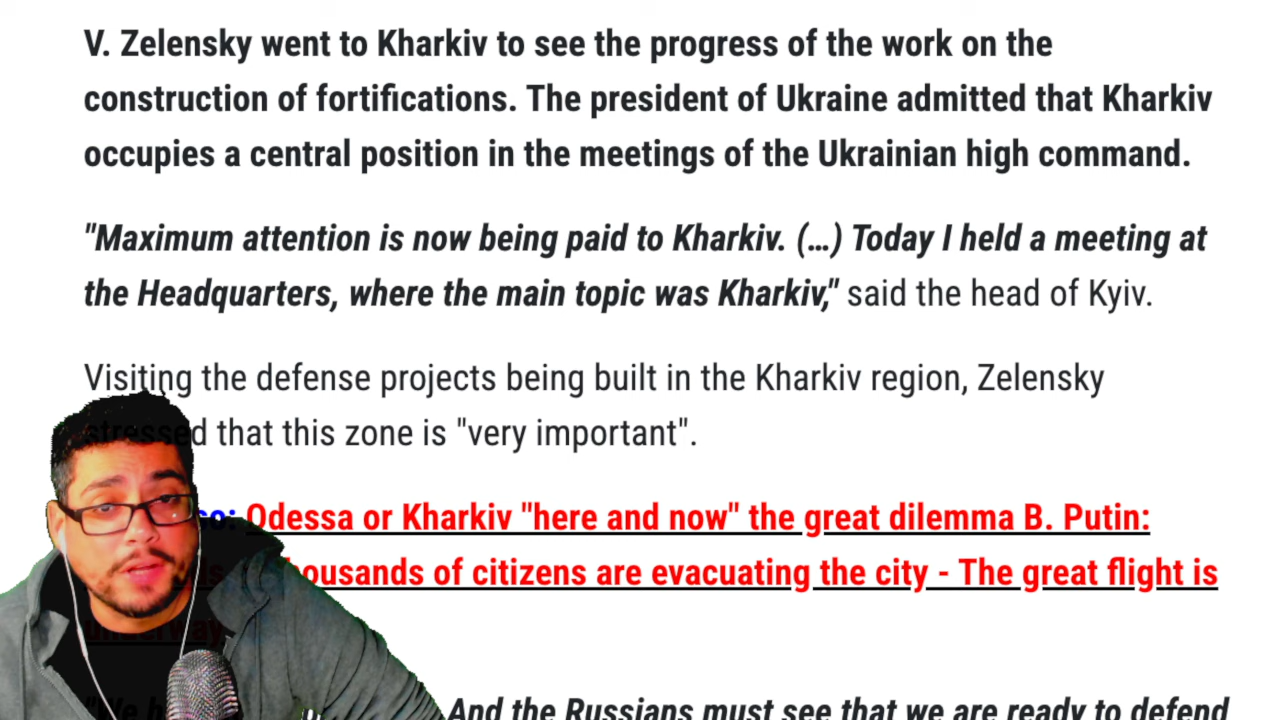 V. Zelensky went to Kharkiv to see the progress of the work on the
construction of fortifications. The president of Ukraine admitted that Kharkiv
occupies a central position in the meetings of the Ukrainian high command.
"Maximum attention is now being paid to Kharkiv. (...) Today I held a meeting at
the Headquarters, where the main topic was Kharkiv," said the head of Kyiv.
Visiting the defense projects being built in the Kharkiv region, Zelensky
stressed that this zone is "very important".
Odessa or Kharkiv "here and now" the great dilemma B. Putin:
thousands of citizens are evacuating the city - The great flight is
underway
And the Russians must see that we are ready to defend